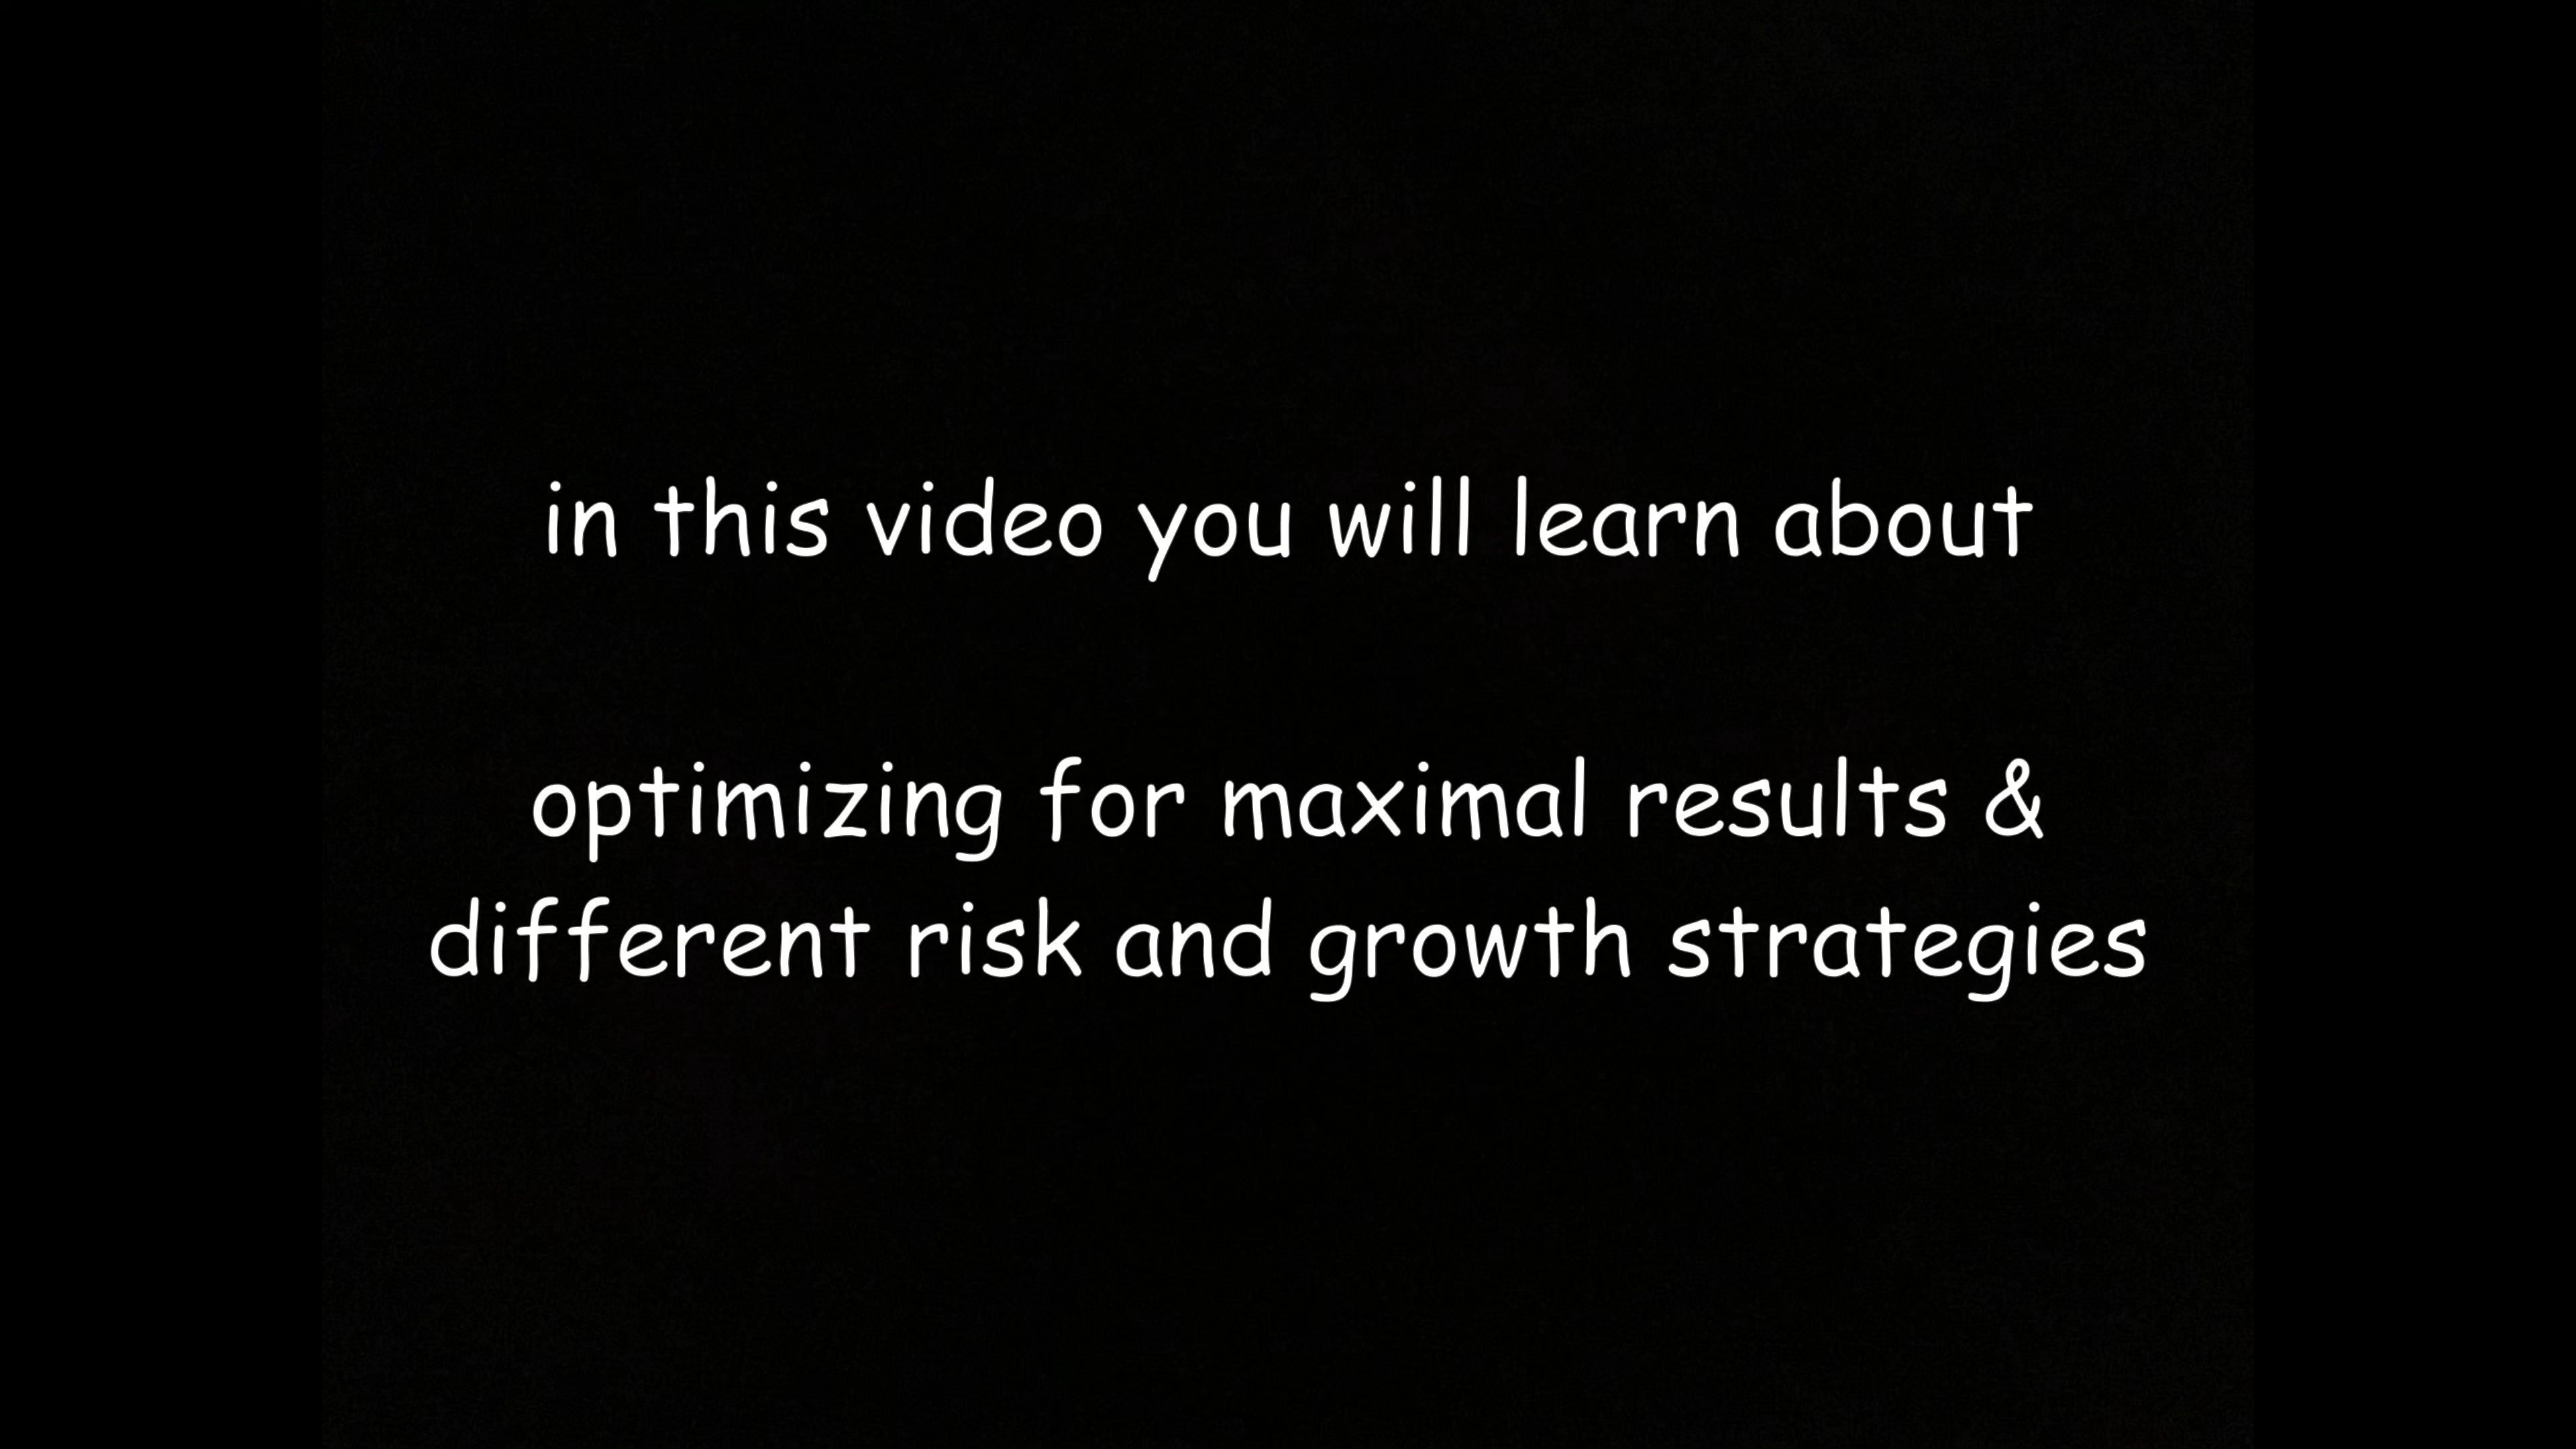 in this video you will learn about
optimizing for maximal results &
different risk and growth strategies